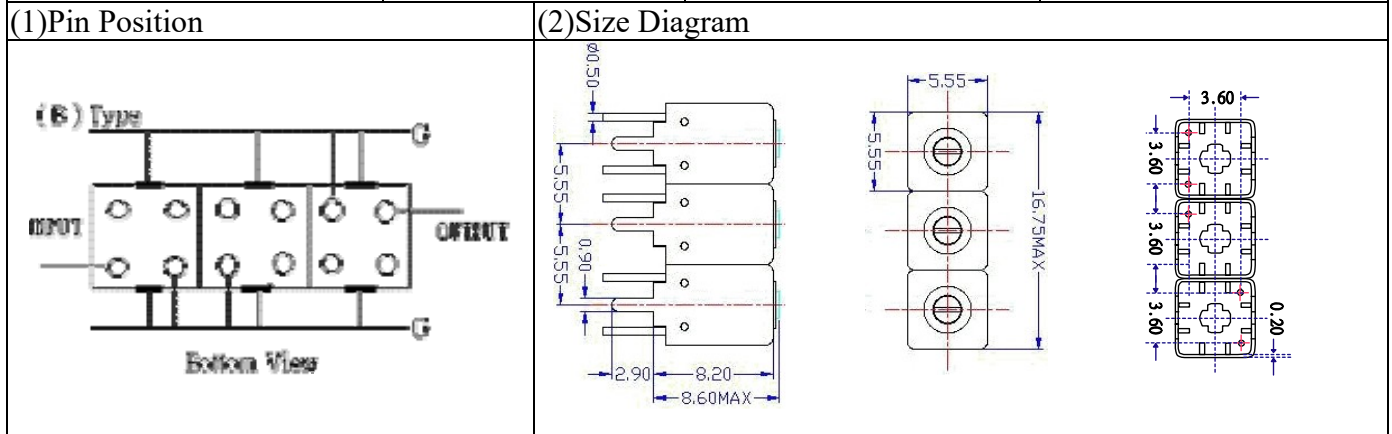 (1)Pin Position
(2)Size Diagram
(B) Type
G
INPUT
OUTPUT
G
Bottom View
ø0.50
5.55
5.55
0.90
2.90
8.20
8.60MAX
5.55
5.55
16.75MAX
3.60
3.60
3.60
3.60
0.20